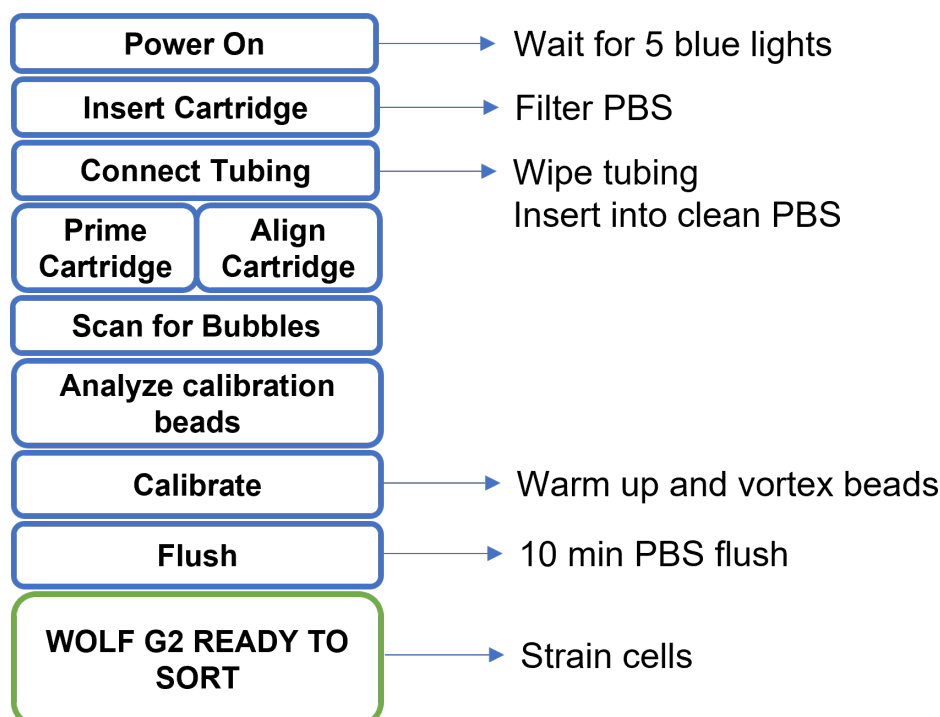 Power On
Wait for 5 blue lights
Insert Cartridge
Filter PBS
Connect Tubing
Wipe tubing
Insert into clean PBS
Prime
Cartridge
Align
Cartridge
Scan for Bubbles
Analyze calibration
beads
Calibrate
Warm up and vortex beads
Flush
10 min PBS flush
WOLF G2 READY TO
SORT
Strain cells